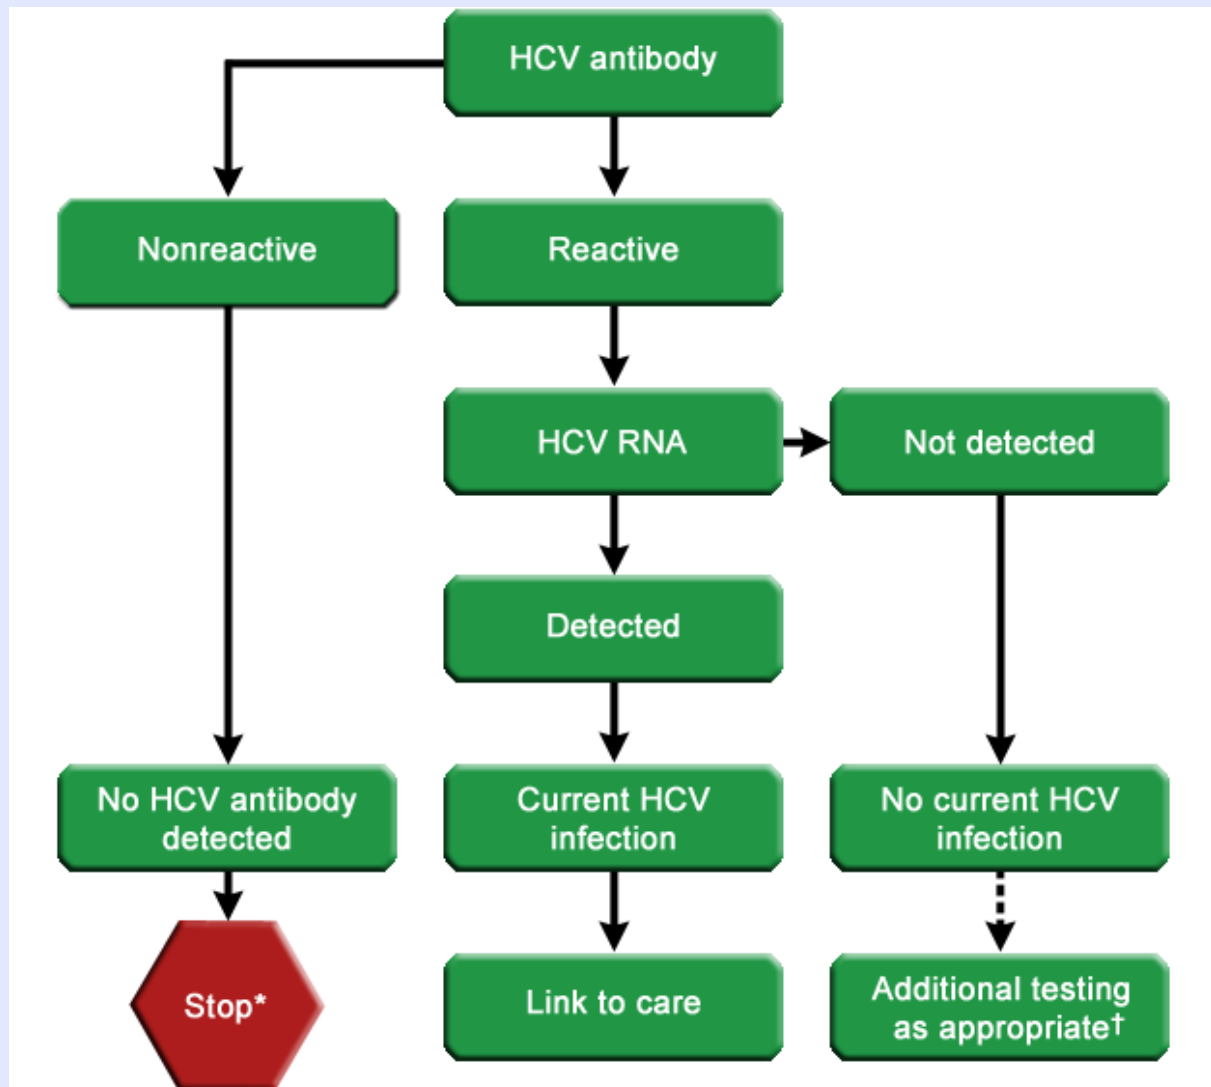 HCV antibody
Nonreactive
Reactive
HCV RNA
Not detected
Detected
No HCV antibody
detected
Current HCV
infection
No current HCV
infection
Stop*
Link to care
Additional testing
as appropriate†